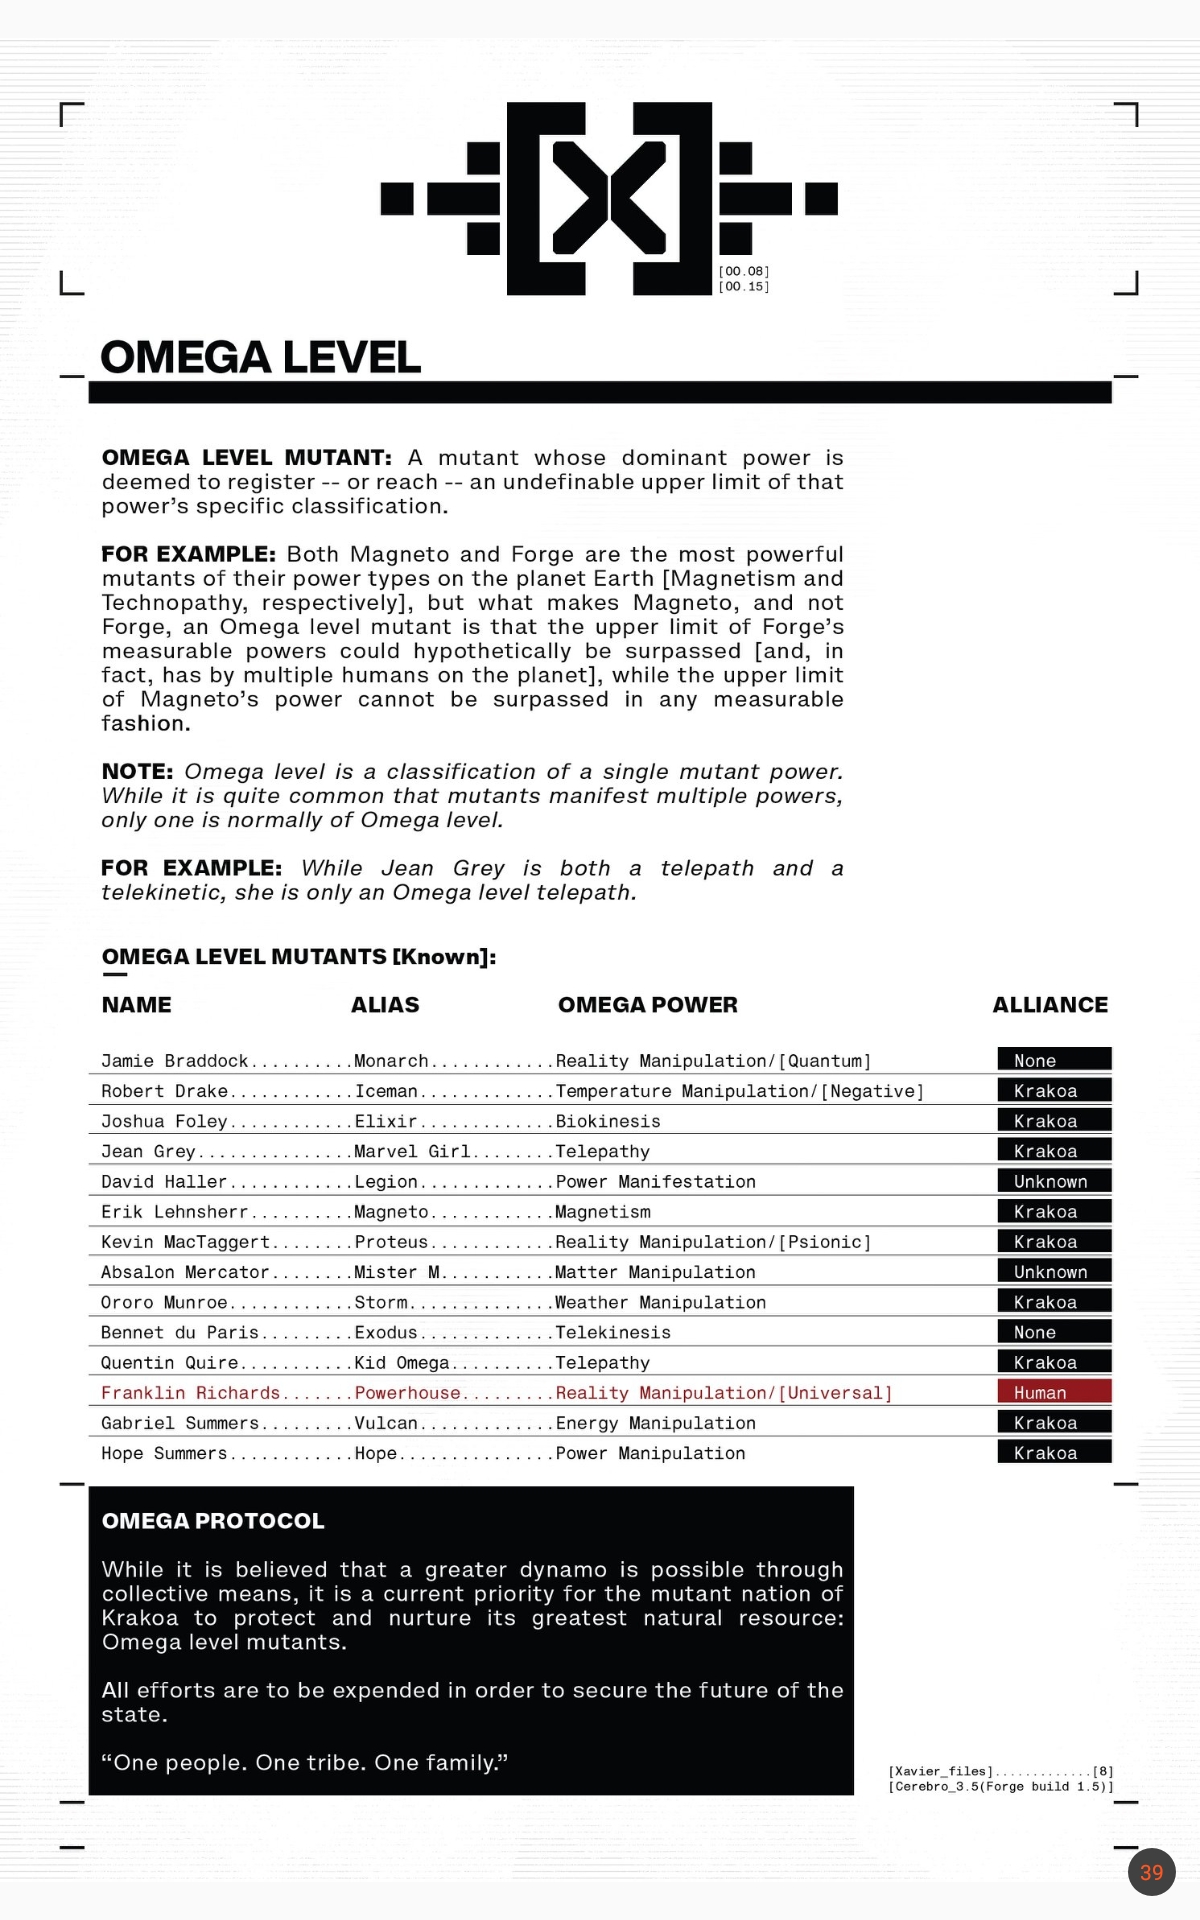 [X]
[00.08]
[00.15]
OMEGA LEVEL
OMEGA LEVEL MUTANT: A mutant whose dominant power is
deemed to register -- or reach -- an undefinable upper limit of that
power’s specific classification.
FOR EXAMPLE: Both Magneto and Forge are the most powerful
mutants of their power types on the planet Earth [Magnetism and
Technopathy, respectively], but what makes Magneto, and not
Forge, an Omega level mutant is that the upper limit of Forge’s
measurable powers could hypothetically be surpassed [and, in
fact, has by multiple humans on the planet], while the upper limit
of Magneto’s power cannot be surpassed in any measurable
fashion.
NOTE: Omega level is a classification of a single mutant power.
While it is quite common that mutants manifest multiple powers,
only one is normally of Omega level.
FOR EXAMPLE: While Jean Grey is both a telepath and a
telekinetic, she is only an Omega level telepath.
OMEGA LEVEL MUTANTS [Known]:
NAME ALIAS OMEGA POWER ALLIANCE
Jamie Braddock..........Monarch............Reality Manipulation/[Quantum] None
Robert Drake............Iceman.............Temperature Manipulation/[Negative] Krakoa
Joshua Foley............Elixir.............Biokinesis Krakoa
Jean Grey...............Marvel Girl........Telepathy Krakoa
David Haller............Legion.............Power Manifestation Unknown
Erik Lehnsherr..........Magneto............Magnetism Krakoa
Kevin MacTaggert........Proteus............Reality Manipulation/[Psionic] Krakoa
Absalon Mercator........Mister M...........Matter Manipulation Unknown
Ororo Munroe............Storm..............Weather Manipulation Krakoa
Bennet du Paris.........Exodus.............Telekinesis None
Quentin Quire...........Kid Omega..........Telepathy Krakoa
Franklin Richards.......Powerhouse.........Reality Manipulation/[Universal] Human
Gabriel Summers.........Vulcan.............Energy Manipulation Krakoa
Hope Summers............Hope...............Power Manipulation Krakoa
OMEGA PROTOCOL
While it is believed that a greater dynamo is possible through
collective means, it is a current priority for the mutant nation of
Krakoa to protect and nurture its greatest natural resource:
Omega level mutants.
All efforts are to be expended in order to secure the future of the
state.
“One people. One tribe. One family.”
[Xavier_files].............[8]
[Cerebro_3.5(Forge build 1.5)]
39